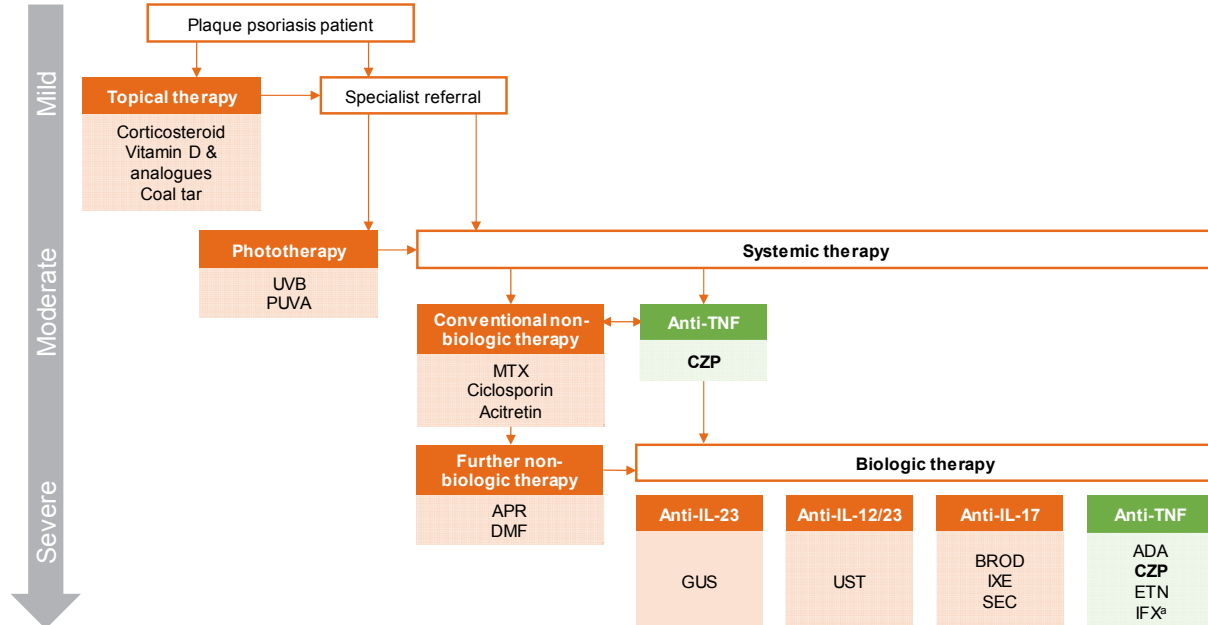 Plaque psoriasis patient
Mild
Topical therapy
Specialist referral
Corticosteroid
Vitamin D &
analogues
Coal tar
Moderate
Phototherapy
Systemic therapy
UVB
PUVA
Conventional non-
biologic therapy
Anti-TNF
MTX
Ciclosporin
Acitretin
CZP
Severe
Further non-
biologic therapy
Biologic therapy
APR
DMF
Anti-IL-23
Anti-IL-12/23
Anti-IL-17
Anti-TNF
GUS
UST
BROD
IXE
SEC
ADA
CZP
ETN
IFXᵃ